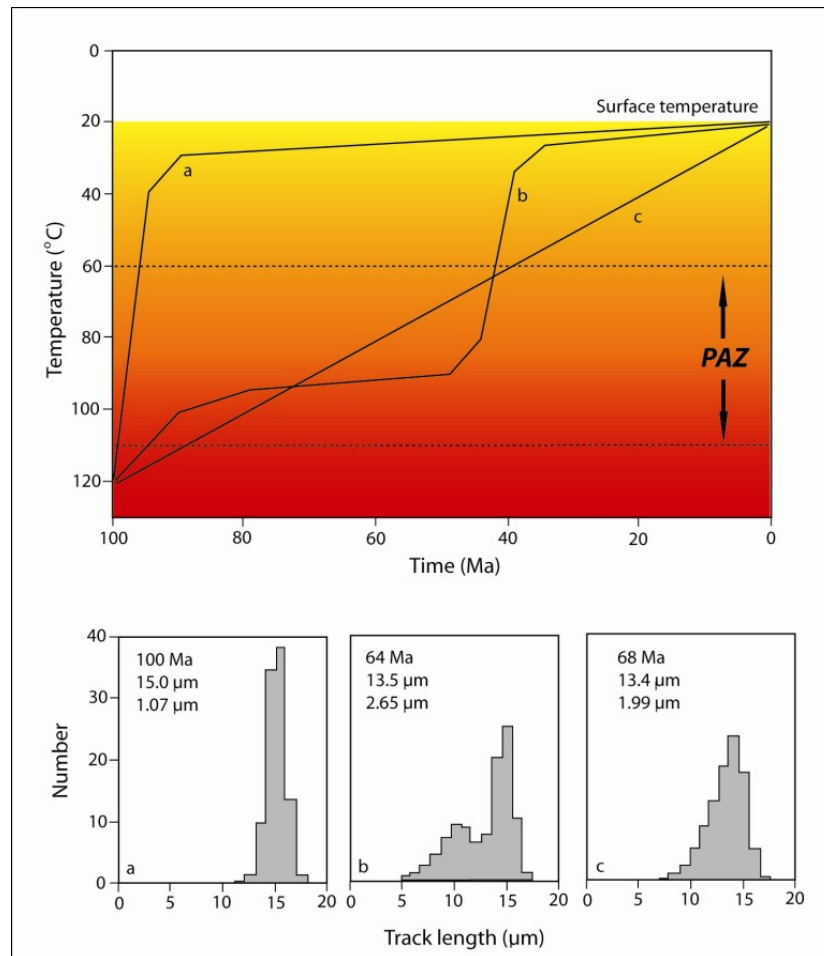 0
20
40
60
80
100
120
Temperature (°C)
Surface temperature
a
b
c
PAZ
100
80
60
40
20
0
Time (Ma)
40
30
20
10
0
Number
100 Ma
15.0 μm
1.07 μm
a
0 5 10 15 20
64 Ma
13.5 μm
2.65 μm
b
0 5 10 15 20
68 Ma
13.4 μm
1.99 μm
c
0 5 10 15 20
Track length (μm)